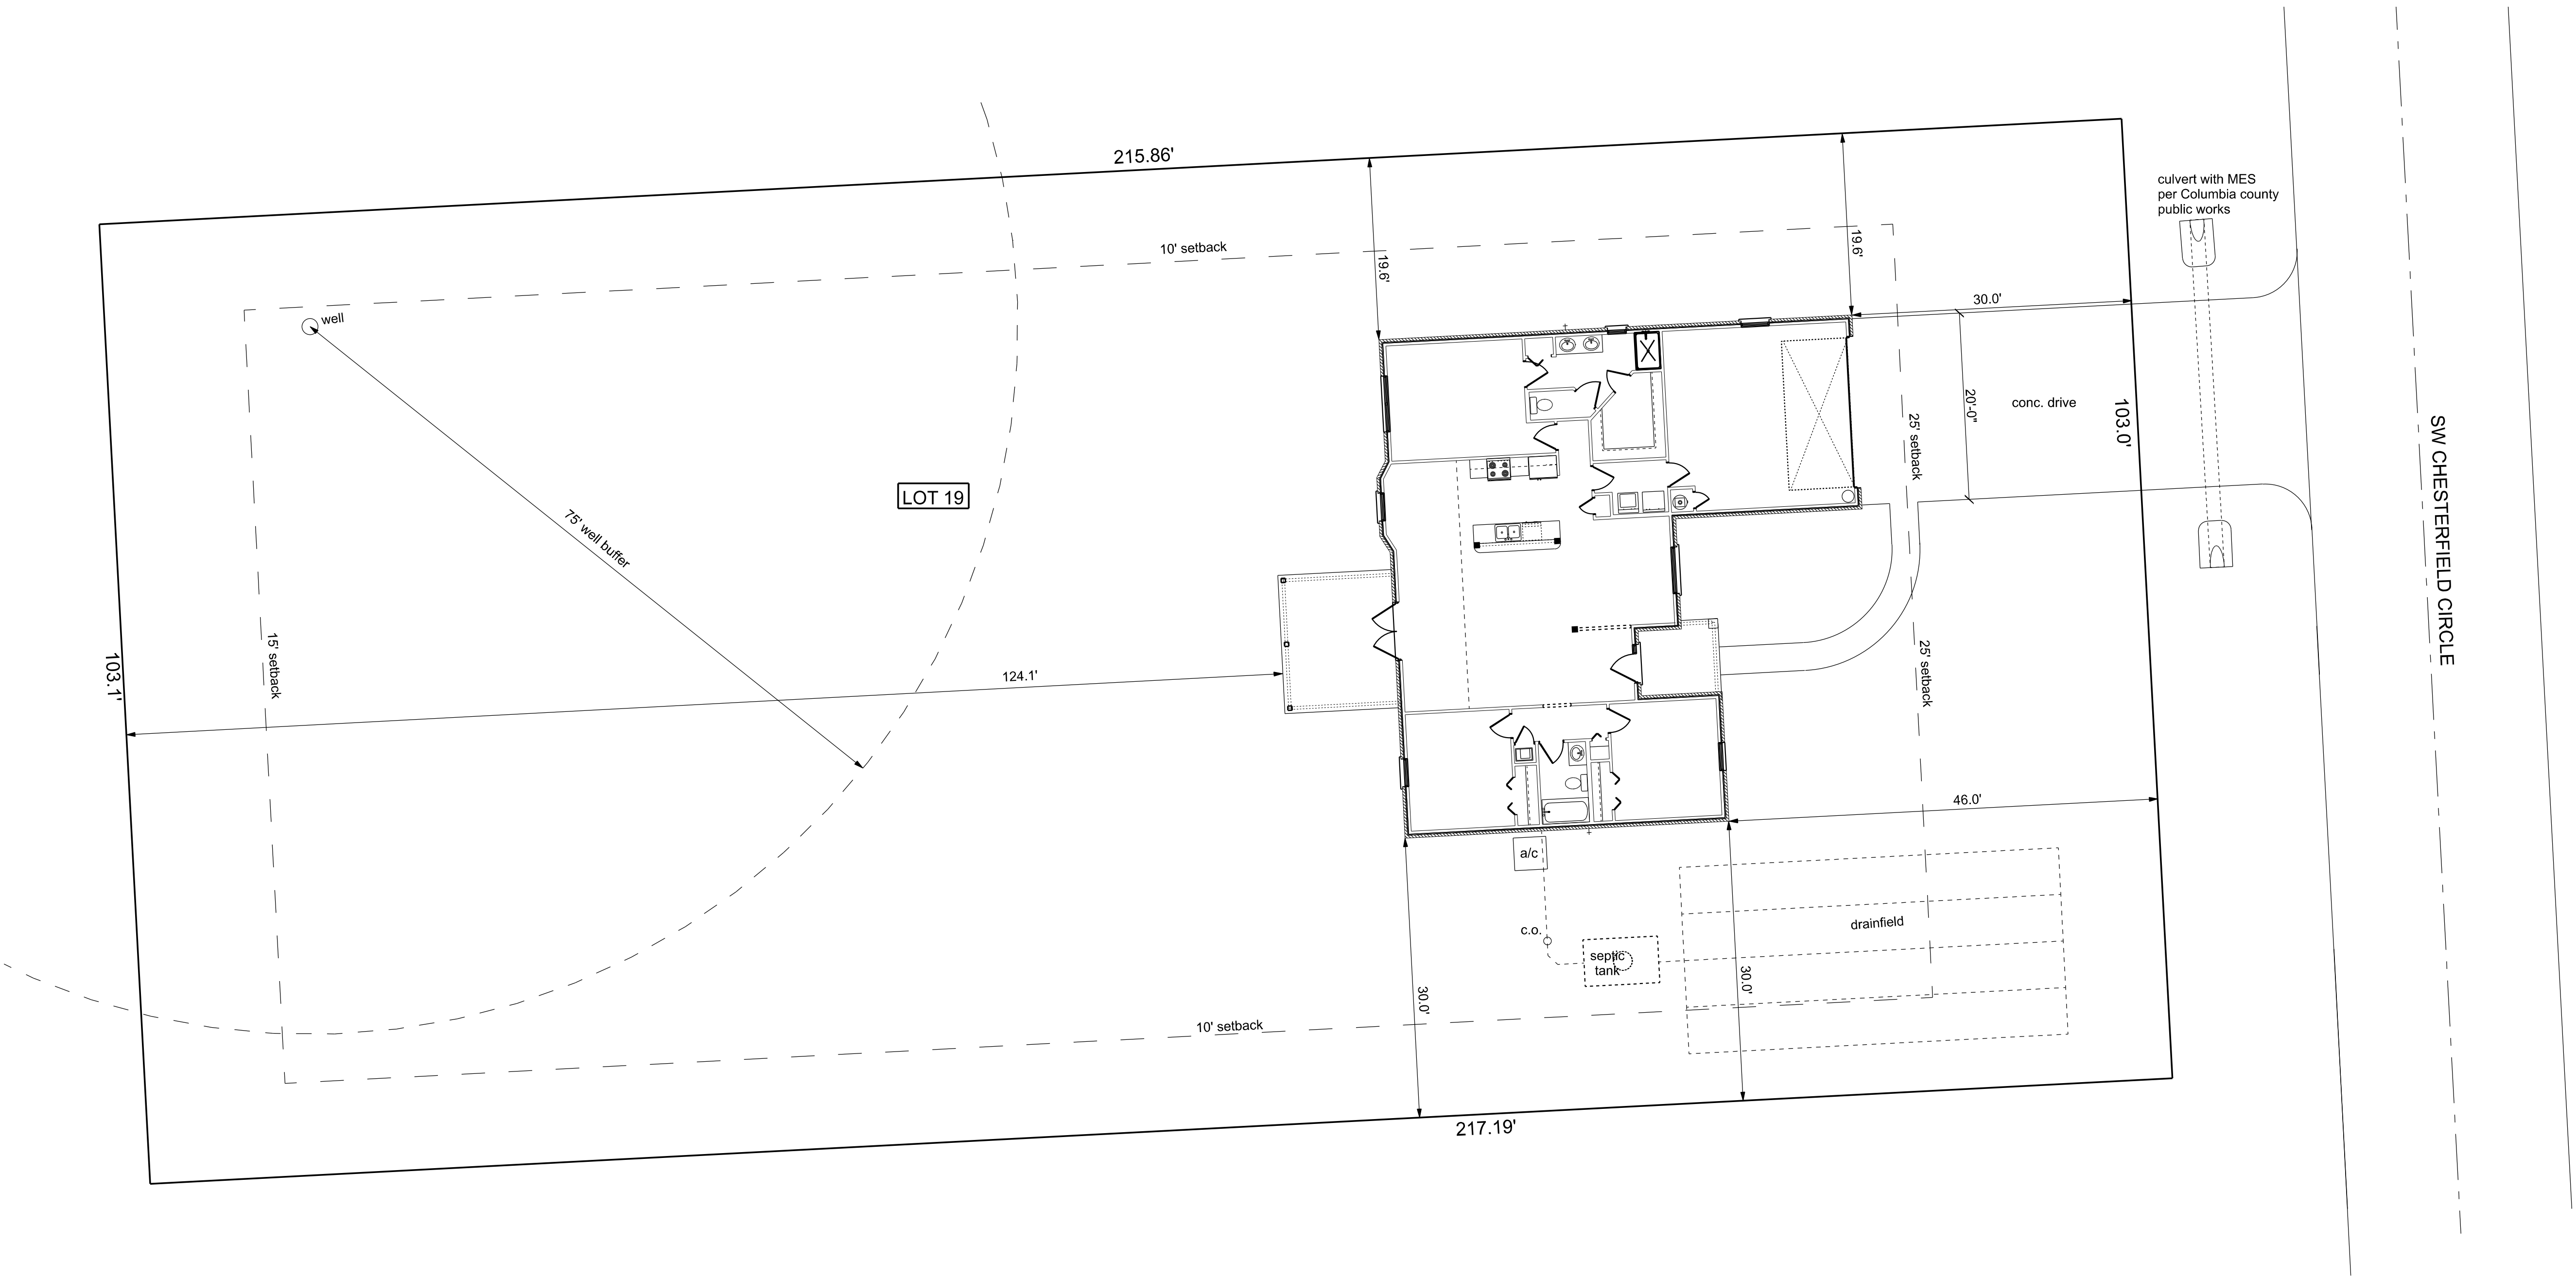 215.86'
culvert with MES
per Columbia county
public works
10' setback
19.6'
19.6'
30.0'
well
20'-0"
conc. drive
103.0'
25' setback
SW CHESTERFIELD CIRCLE
LOT 19
75' well buffer
15' setback
103.1'
124.1'
25' setback
46.0'
a/c
c.o.
septic
tank
drainfield
30.0'
30.0'
10' setback
217.19'